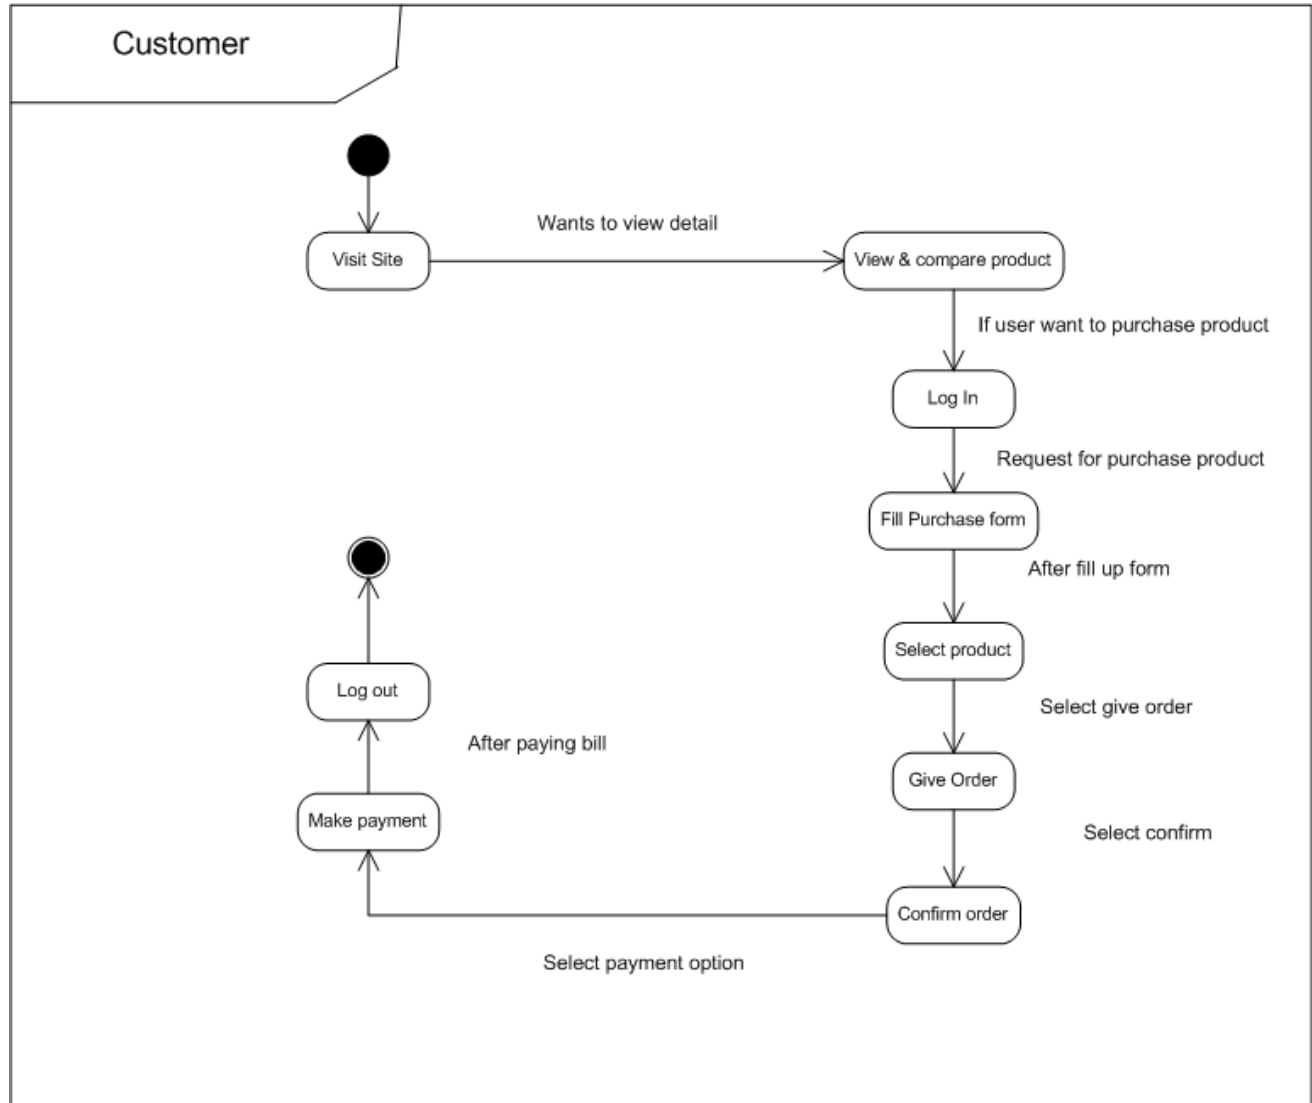 Customer
Wants to view detail
Visit Site
View & compare product
If user want to purchase product
Log In
Request for purchase product
Fill Purchase form
After fill up form
Select product
Select give order
Give Order
Select confirm
Confirm order
Select payment option
Make payment
After paying bill
Log out